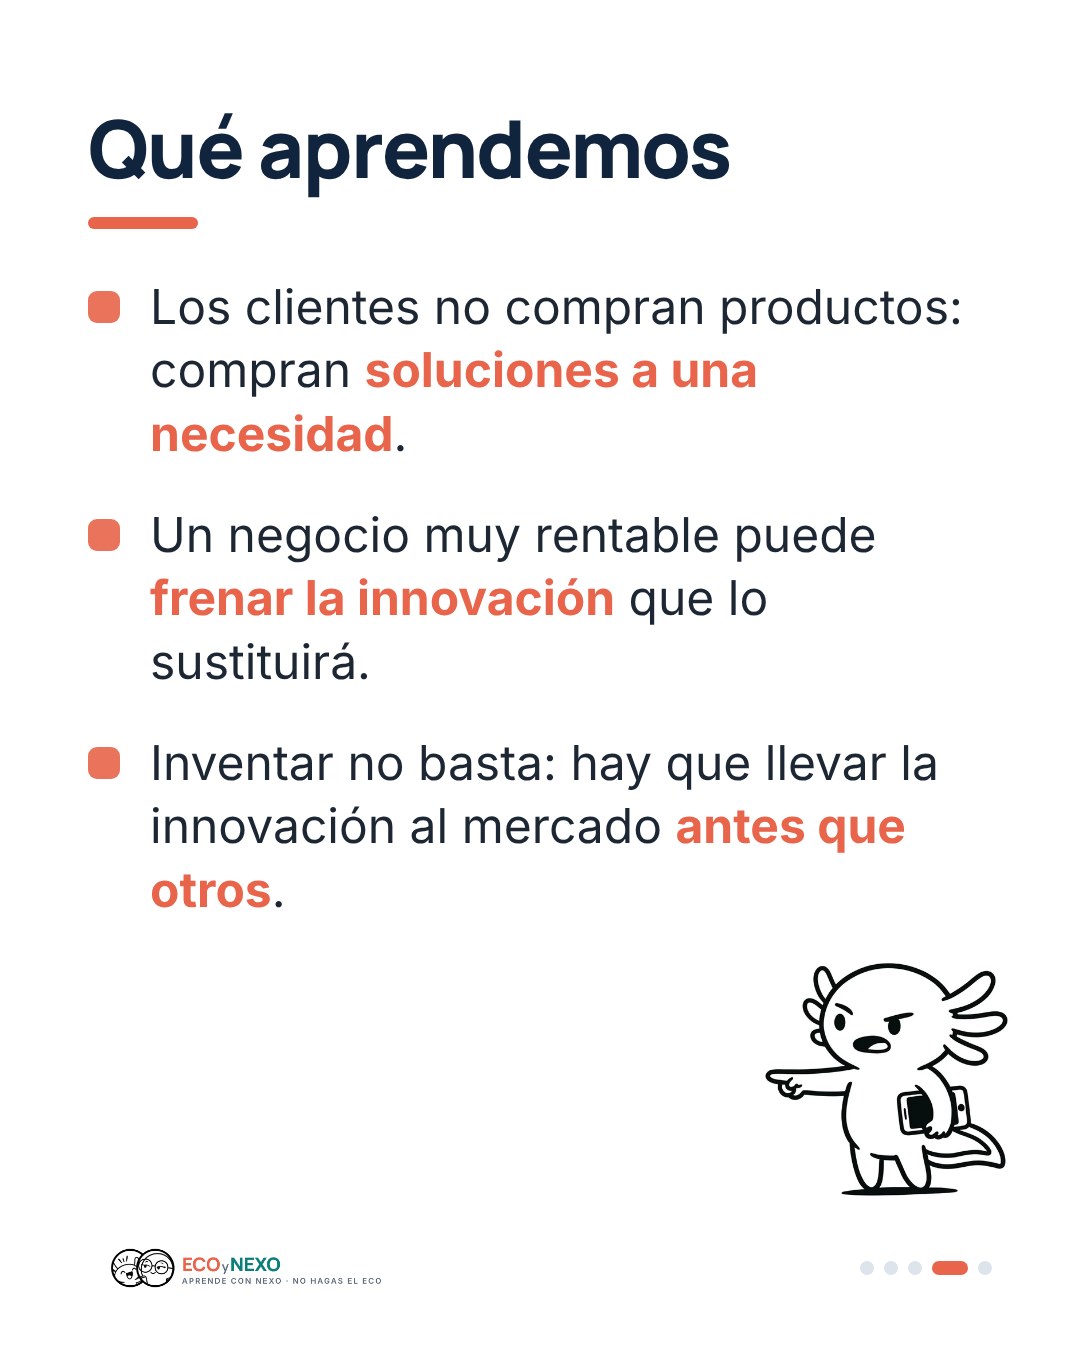 Qué aprendemos
Los clientes no compran productos:
compran soluciones a una
necesidad.
Un negocio muy rentable puede
frenar la innovación que lo
sustituirá.
Inventar no basta: hay que llevar la
innovación al mercado antes que
otros.
ECOyNEXO
APRENDE CON NEXO · NO HAGAS EL ECO